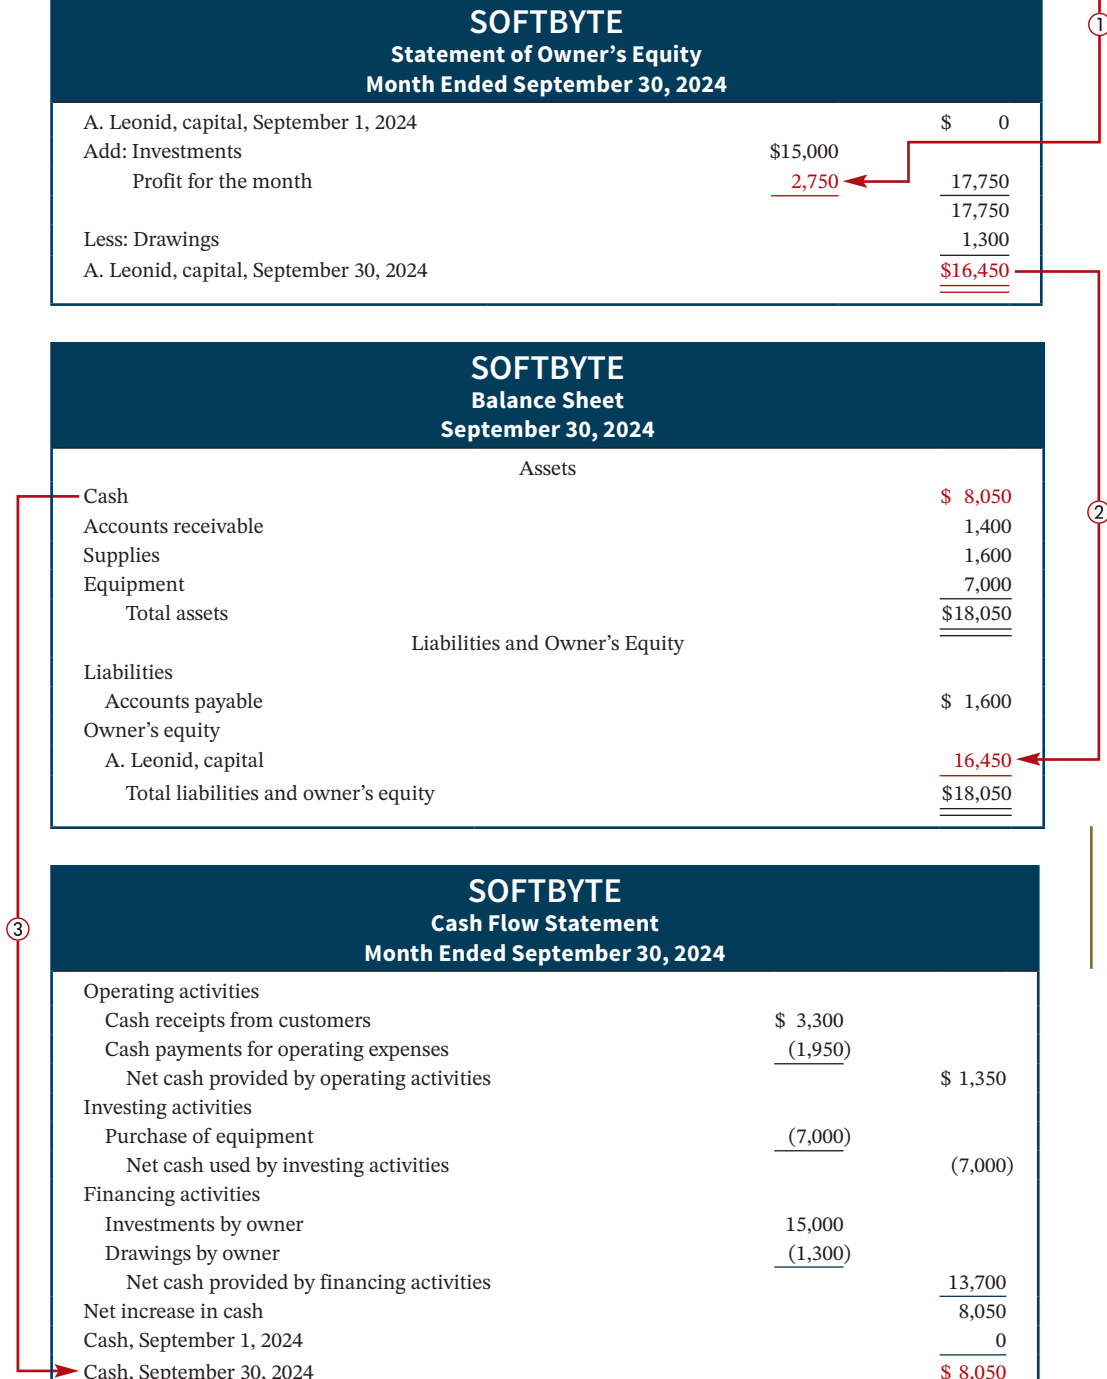 ①
SOFTBYTE
Statement of Owner’s Equity
Month Ended September 30, 2024
A. Leonid, capital, September 1, 2024 $ 0
Add: Investments $15,000
Profit for the month 2,750 17,750
17,750
Less: Drawings 1,300
A. Leonid, capital, September 30, 2024 $16,450
SOFTBYTE
Balance Sheet
September 30, 2024
Assets
Cash $ 8,050
②
Accounts receivable 1,400
Supplies 1,600
Equipment 7,000
Total assets $18,050
Liabilities and Owner’s Equity
Liabilities
Accounts payable $ 1,600
Owner’s equity
A. Leonid, capital 16,450
Total liabilities and owner’s equity $18,050
SOFTBYTE
③
Cash Flow Statement
Month Ended September 30, 2024
Operating activities
Cash receipts from customers $ 3,300
Cash payments for operating expenses (1,950)
Net cash provided by operating activities $ 1,350
Investing activities
Purchase of equipment (7,000)
Net cash used by investing activities (7,000)
Financing activities
Investments by owner 15,000
Drawings by owner (1,300)
Net cash provided by financing activities 13,700
Net increase in cash 8,050
Cash, September 1, 2024 0
Cash, September 30, 2024 $ 8,050